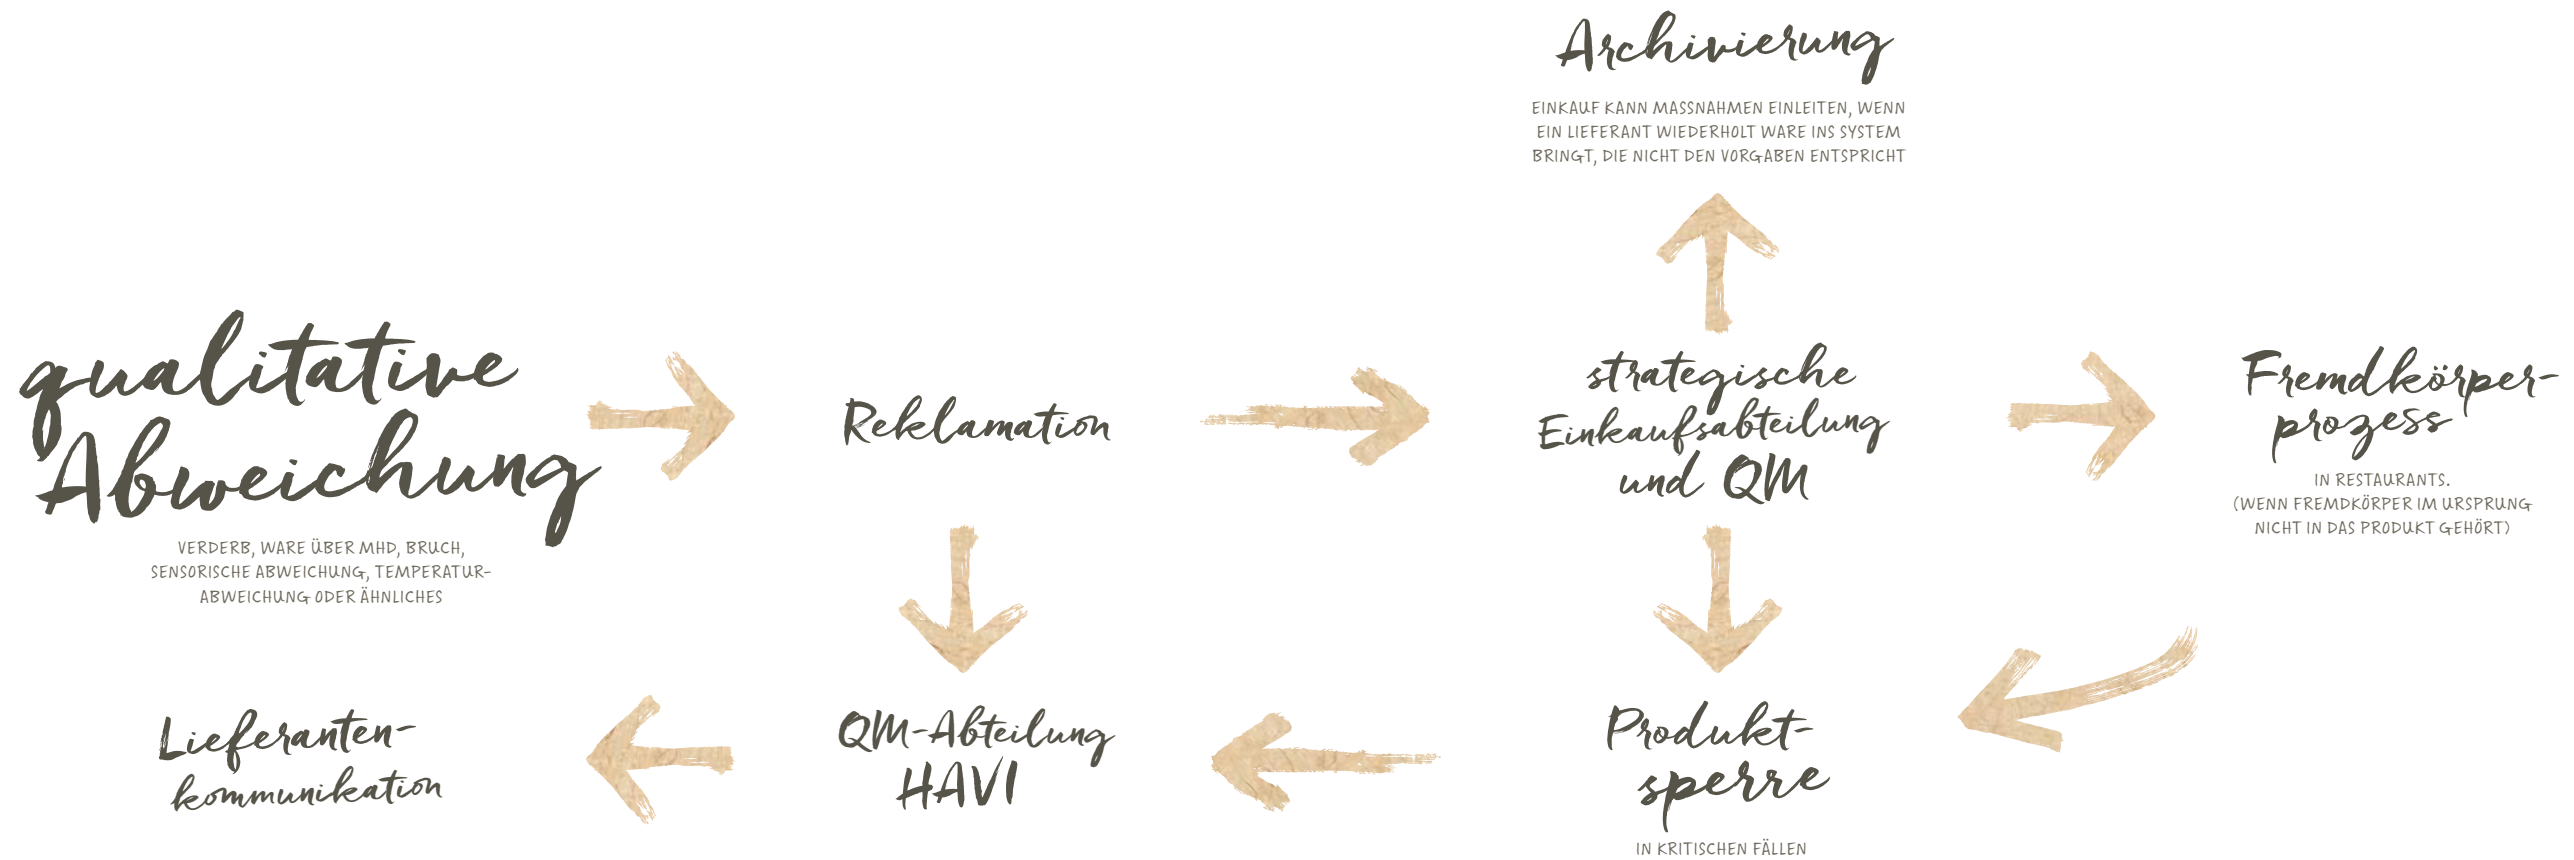 Archivierung
EINKAUF KANN MASSNAHMEN EINLEITEN, WENN
EIN LIEFERANT WIEDERHOLT WARE INS SYSTEM
BRINGT, DIE NICHT DEN VORGABEN ENTSPRICHT
qualitative
Abweichung
VERDERB, WARE ÜBER MHD, BRUCH,
SENSORISCHE ABWEICHUNG, TEMPERATUR-
ABWEICHUNG ODER ÄHNLICHES
Reklamation
strategische
Einkaufsabteilung
und QM
Fremdkörper-
prozess
IN RESTAURANTS.
(WENN FREMDKÖRPER IM URSPRUNG
NICHT IN DAS PRODUKT GEHÖRT)
Lieferanten-
kommunikation
QM-Abteilung
HAVI
Produkt-
sperre
IN KRITISCHEN FÄLLEN